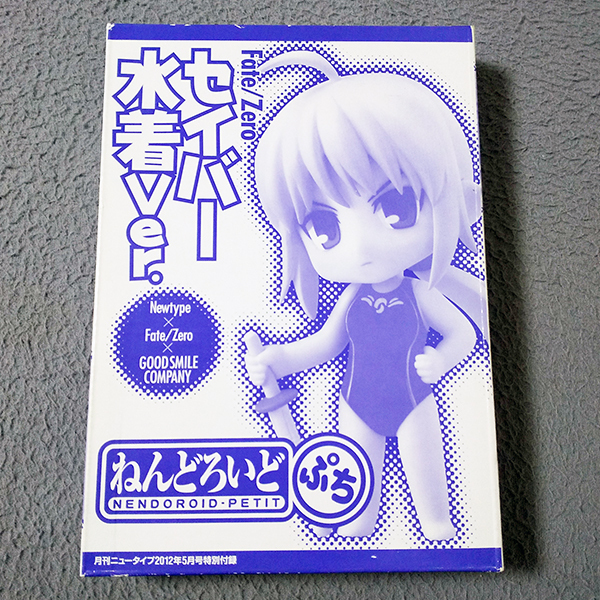 Fate/Zero
セイバー
水着Ver.
Newtype
×
Fate/Zero
×
GOOD SMILE
COMPANY
ねんどろいど
NENDOROID-PETIT
ぷち
月刊ニュータイプ2012年5月号特別付録